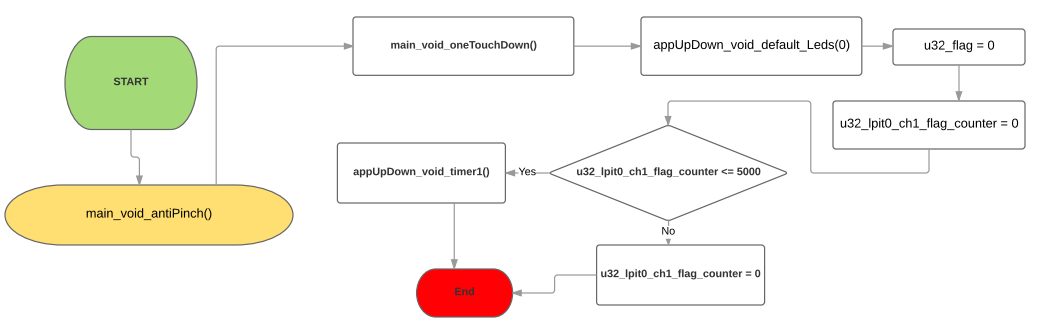 START
main_void_antiPinch()
main_void_oneTouchDown()
appUpDown_void_default_Leds(0)
u32_flag = 0
u32_lpit0_ch1_flag_counter = 0
u32_lpit0_ch1_flag_counter <= 5000
Yes
appUpDown_void_timer1()
No
u32_lpit0_ch1_flag_counter = 0
End